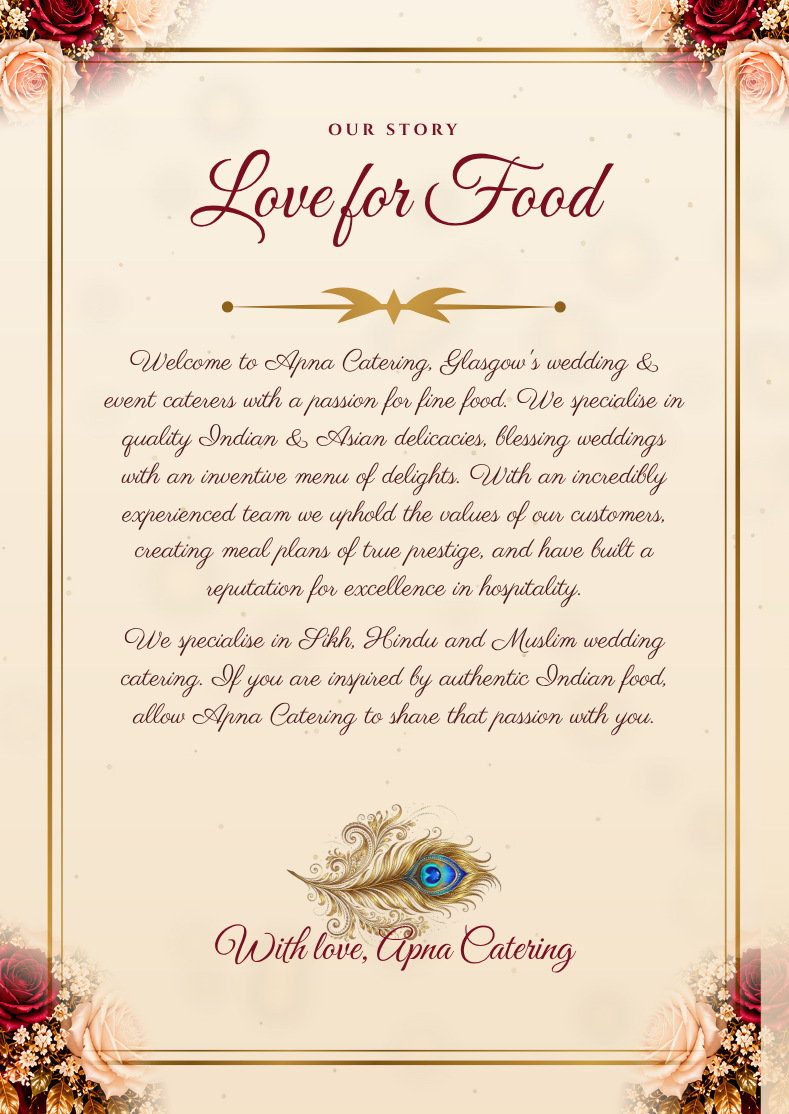 OUR STORY
Love for Food
Welcome to Apna Catering, Glasgow's wedding &
event caterers with a passion for fine food. We specialise in
quality Indian & Asian delicacies, blessing weddings
with an inventive menu of delights. With an incredibly
experienced team we uphold the values of our customers,
creating meal plans of true prestige, and have built a
reputation for excellence in hospitality.
We specialise in Sikh, Hindu and Muslim wedding
catering. If you are inspired by authentic Indian food,
allow Apna Catering to share that passion with you.
With love, Apna Catering